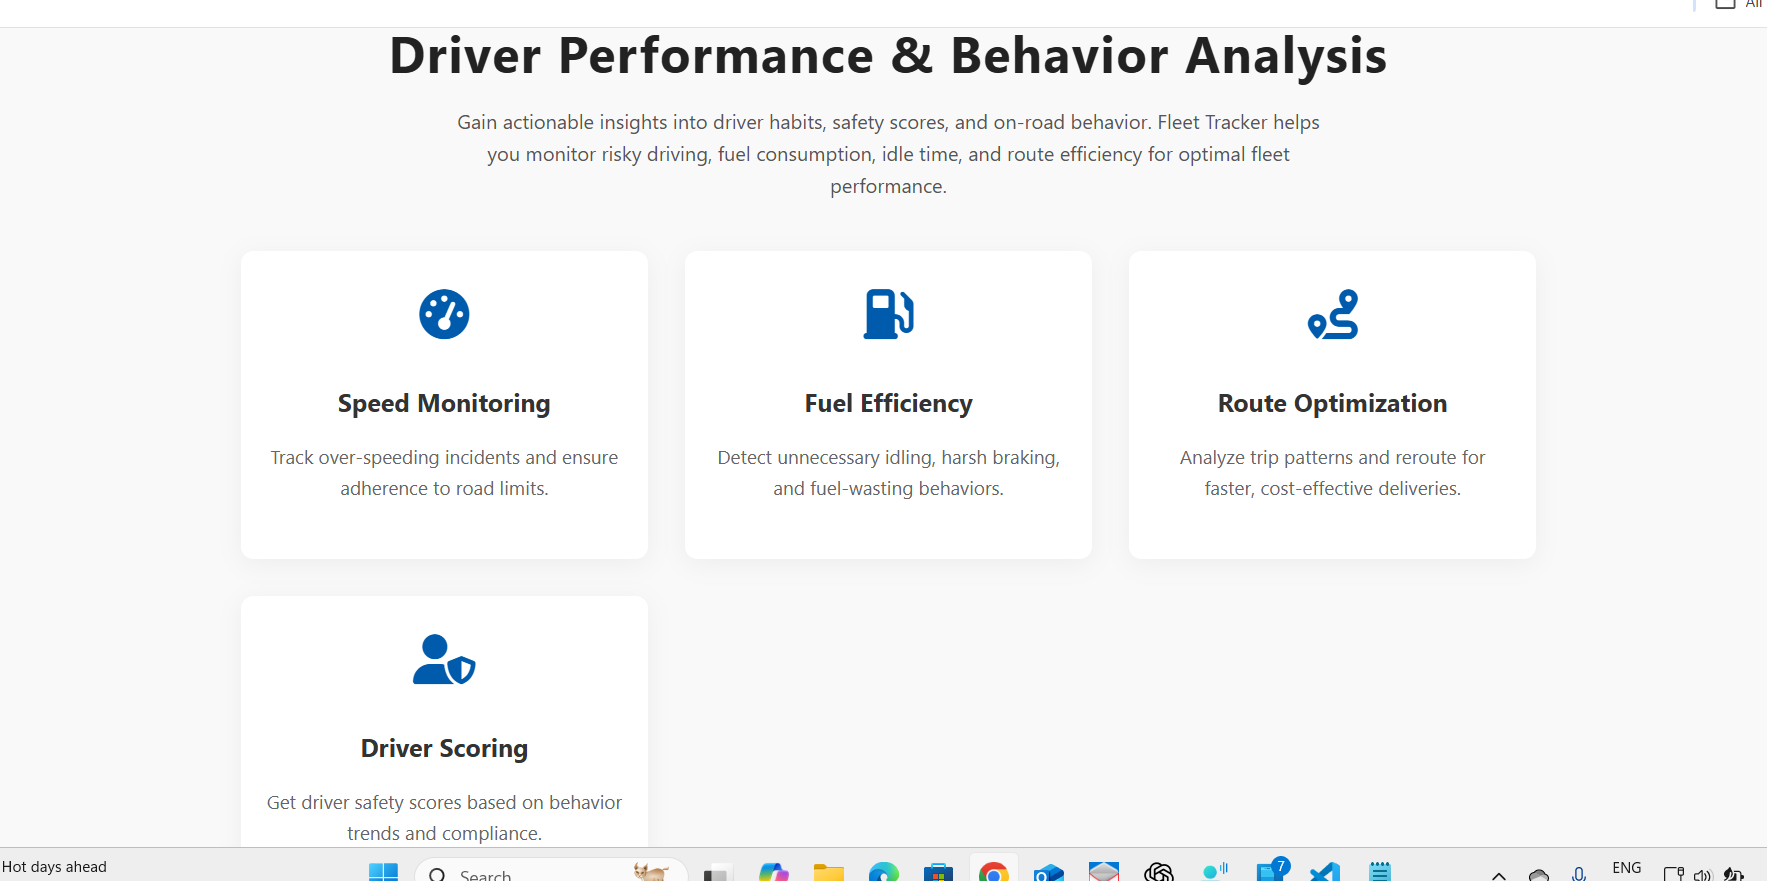 All
Driver Performance & Behavior Analysis
Gain actionable insights into driver habits, safety scores, and on-road behavior. Fleet Tracker helps
you monitor risky driving, fuel consumption, idle time, and route efficiency for optimal fleet
performance.
Speed Monitoring
Track over-speeding incidents and ensure
adherence to road limits.
Fuel Efficiency
Detect unnecessary idling, harsh braking,
and fuel-wasting behaviors.
Route Optimization
Analyze trip patterns and reroute for
faster, cost-effective deliveries.
Driver Scoring
Get driver safety scores based on behavior
trends and compliance.
Hot days ahead
Search
7
ENG